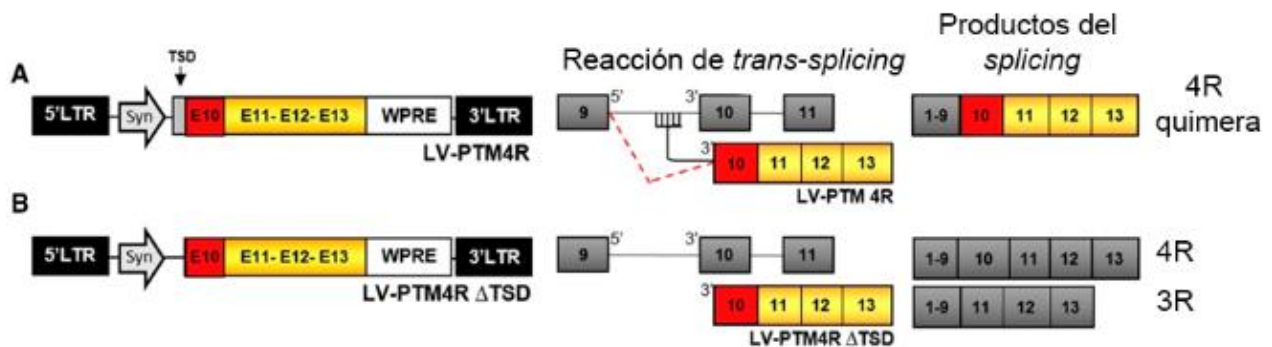 Productos del
splicing
Reacción de trans-splicing
TSD
A
5'LTR Syn E10 E11- E12- E13 WPRE 3'LTR
LV-PTM4R
9 5' 3' 10 11
3' 10 11 12 13
LV-PTM 4R
1-9 10 11 12 13
4R
quimera
B
5'LTR Syn E10 E11- E12- E13 WPRE 3'LTR
LV-PTM4R ΔTSD
9 5' 3' 10 11
3' 10 11 12 13
LV-PTM4R ΔTSD
1-9 10 11 12 13 4R
1-9 11 12 13 3R